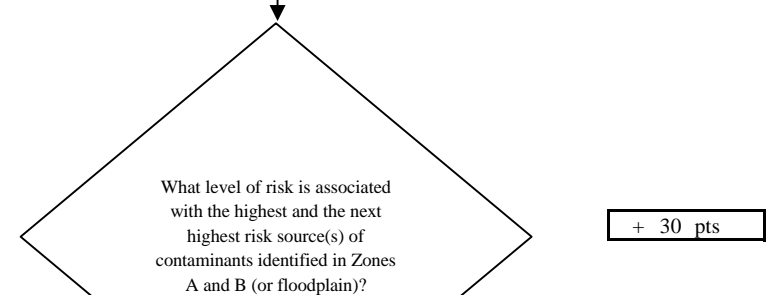 What level of risk is associated
with the highest and the next
highest risk source(s) of
contaminants identified in Zones
A and B (or floodplain)?
+ 30 pts